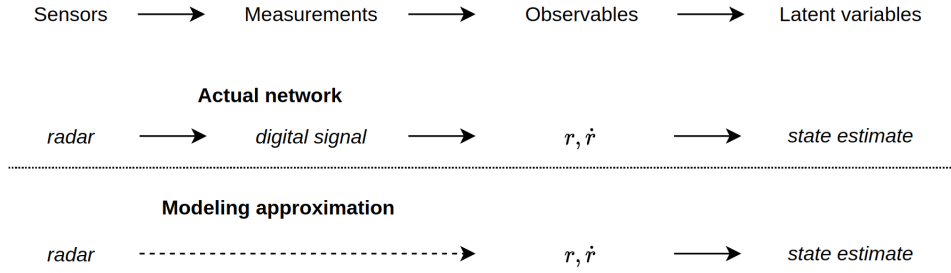 Sensors Measurements Observables Latent variables
Actual network
radar digital signal r, ṙ state estimate
Modeling approximation
radar r, ṙ state estimate